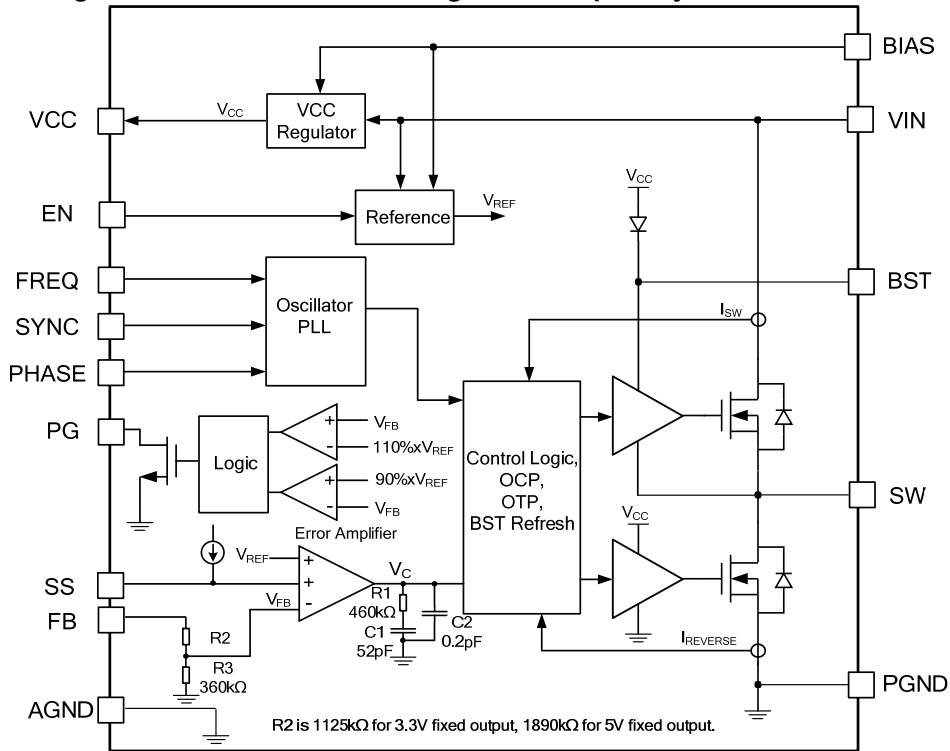 BIAS
VCC
VCC
VCC
Regulator
VIN
EN
Reference
VREF
VCC
FREQ
Oscillator
PLL
BST
SYNC
ISW
PHASE
PG
Logic
+
VFB
-
110%xVREF
+
90%xVREF
-
VFB
Control Logic,
OCP,
OTP,
BST Refresh
SW
Error Amplifier
VCC
VREF
+
SS
+
VC
FB
VFB
-
R1
460kΩ
C1
52pF
C2
0.2pF
R2
R3
360kΩ
IREVERSE
PGND
AGND
R2 is 1125kΩ for 3.3V fixed output, 1890kΩ for 5V fixed output.